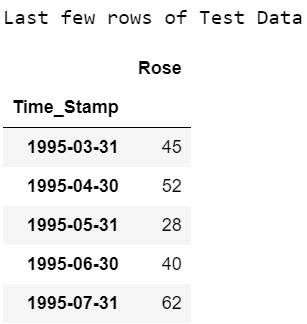 Last few rows of Test Data
Rose
Time_Stamp
1995-03-31 45
1995-04-30 52
1995-05-31 28
1995-06-30 40
1995-07-31 62